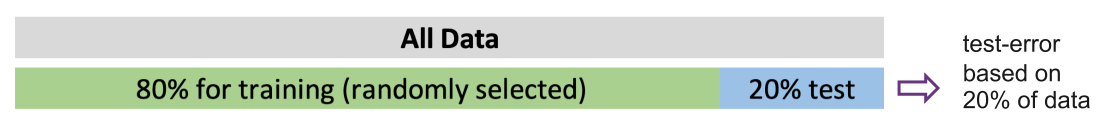 All Data
80% for training (randomly selected)
20% test
test-error
based on
20% of data